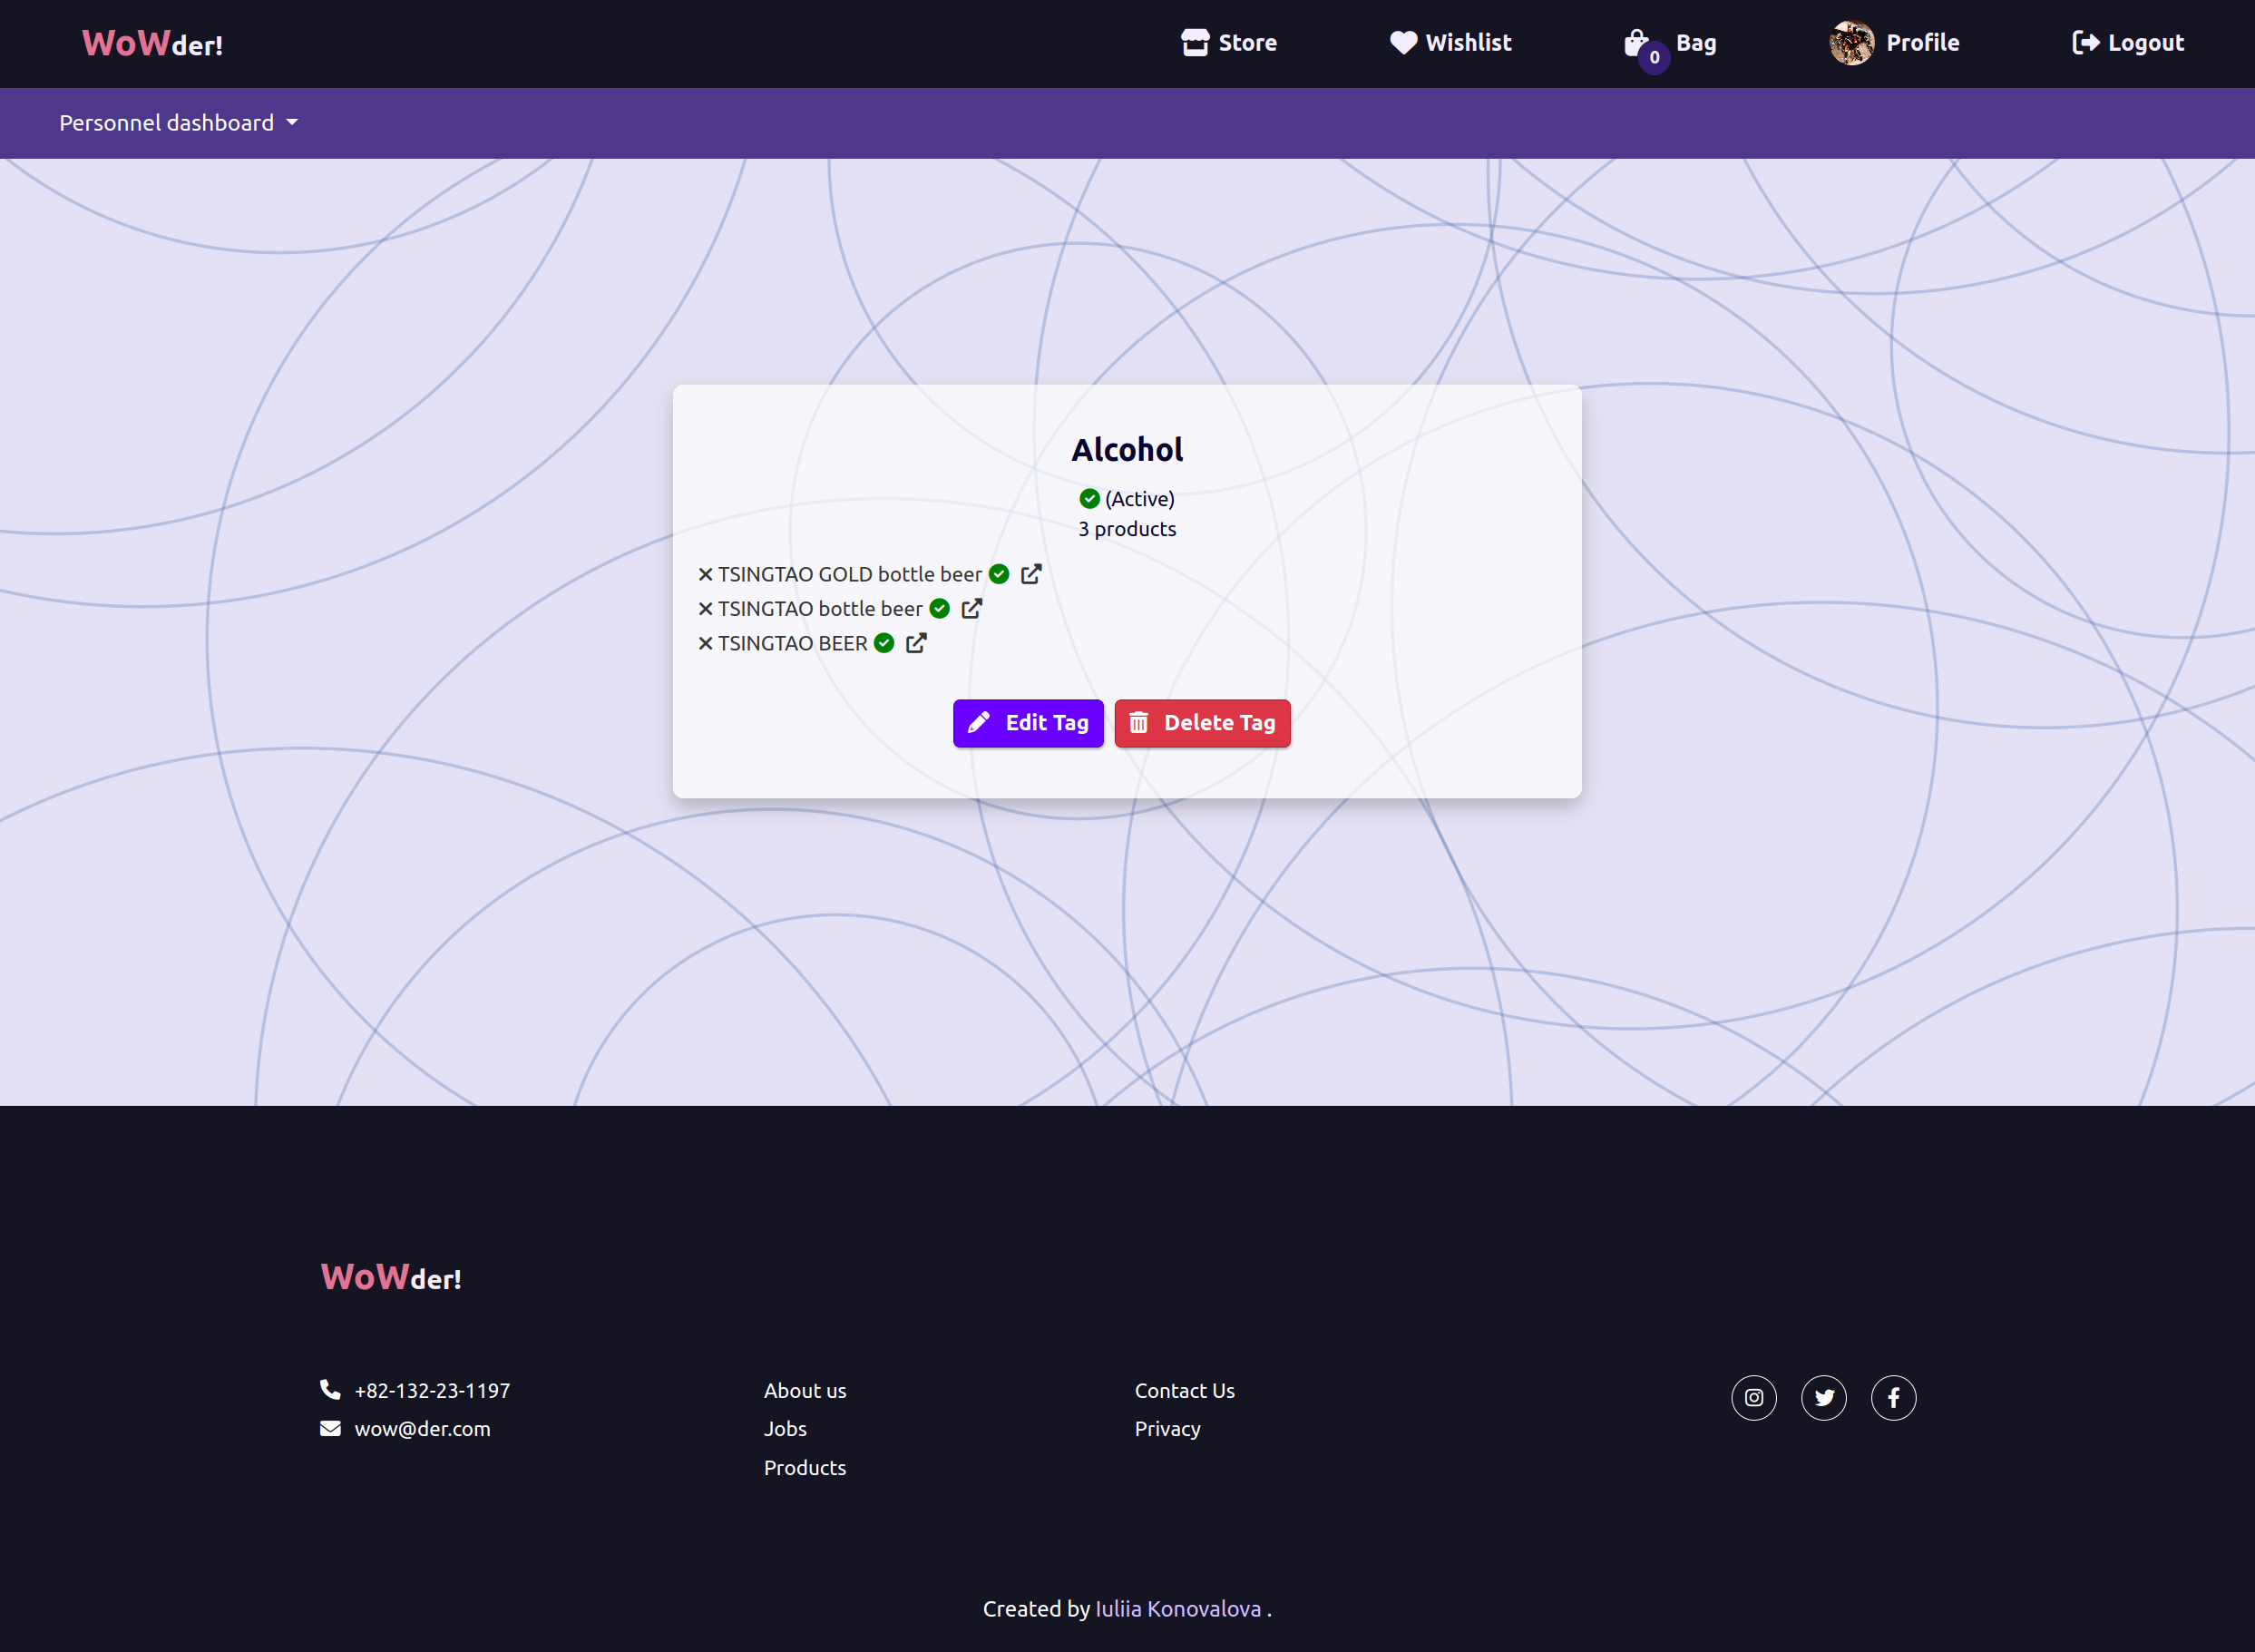 WoWder!
Store
Wishlist
0
Bag
Profile
Logout
Personnel dashboard
Alcohol
(Active)
3 products
TSINGTAO GOLD bottle beer
TSINGTAO bottle beer
TSINGTAO BEER
Edit Tag
Delete Tag
WoWder!
+82-132-23-1197
wow@der.com
About us
Jobs
Products
Contact Us
Privacy
Created by Iuliia Konovalova .